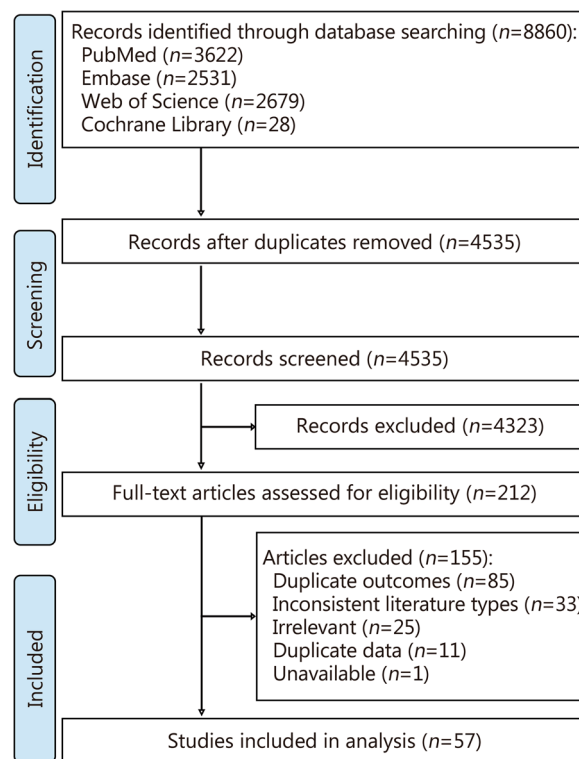 Identification
Records identified through database searching (n=8860):
PubMed (n=3622)
Embase (n=2531)
Web of Science (n=2679)
Cochrane Library (n=28)
Screening
Records after duplicates removed (n=4535)
Records screened (n=4535)
Eligibility
Records excluded (n=4323)
Full-text articles assessed for eligibility (n=212)
Included
Articles excluded (n=155):
Duplicate outcomes (n=85)
Inconsistent literature types (n=33)
Irrelevant (n=25)
Duplicate data (n=11)
Unavailable (n=1)
Studies included in analysis (n=57)